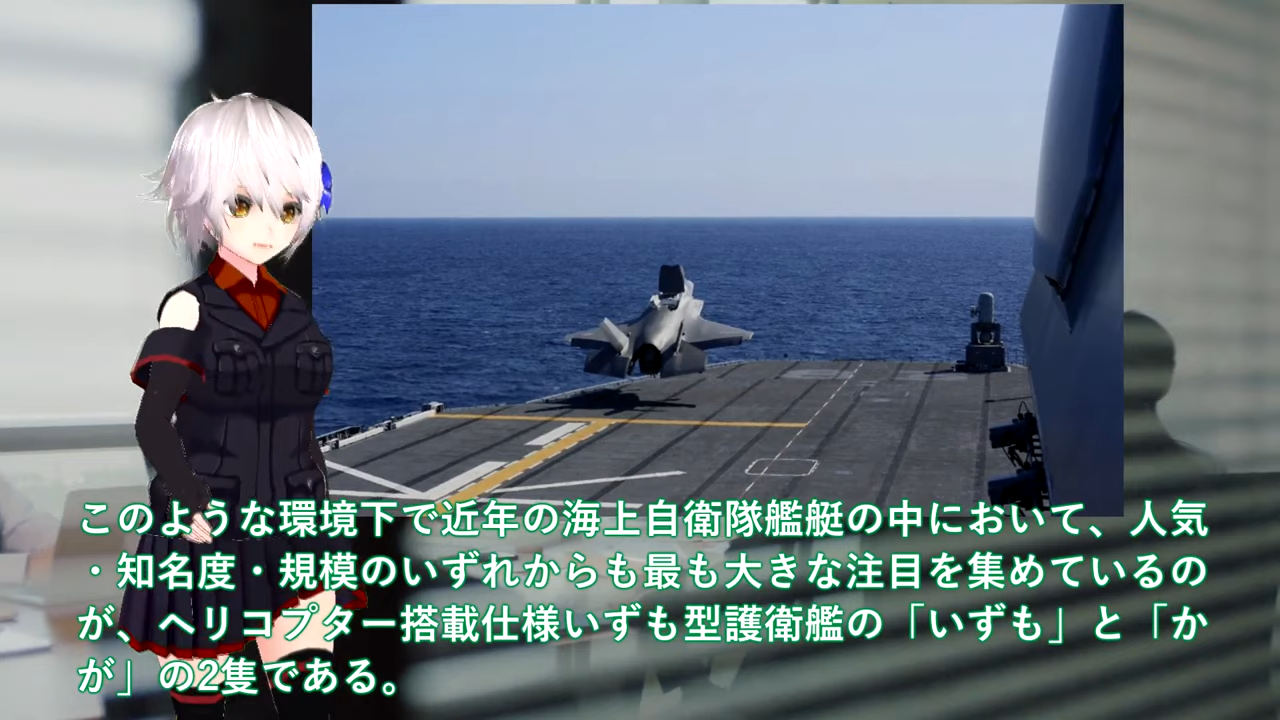 このような環境下で近年の海上自衛隊艦艇の中において、人気
・知名度・規模のいずれからも最も大きな注目を集めているの
が、ヘリコプター搭載仕様いずも型護衛艦の「いずも」と「か
が」の2隻である。